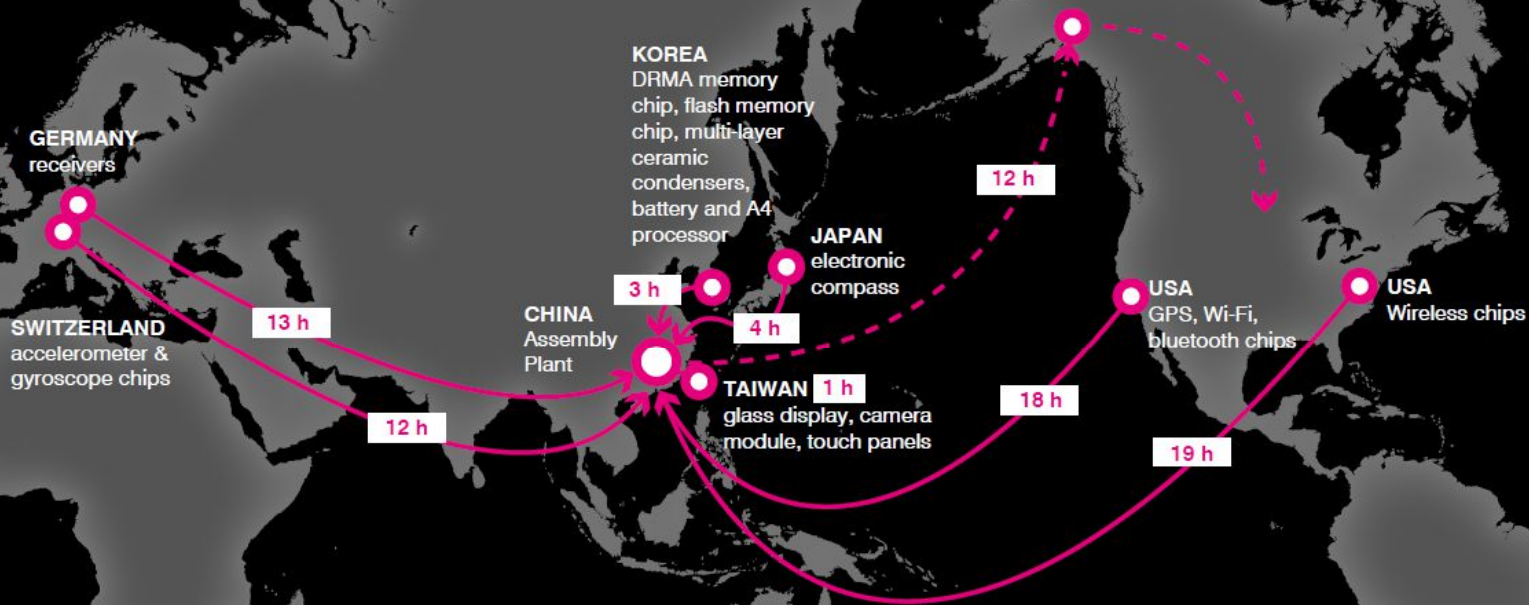 GERMANY
receivers
SWITZERLAND
accelerometer &
gyroscope chips
13 h
12 h
KOREA
DRMA memory
chip, flash memory
chip, multi-layer
ceramic
condensers,
battery and A4
processor
3 h
JAPAN
electronic
compass
4 h
CHINA
Assembly
Plant
TAIWAN 1 h
glass display, camera
module, touch panels
12 h
USA
GPS, Wi-Fi,
bluetooth chips
18 h
USA
Wireless chips
19 h